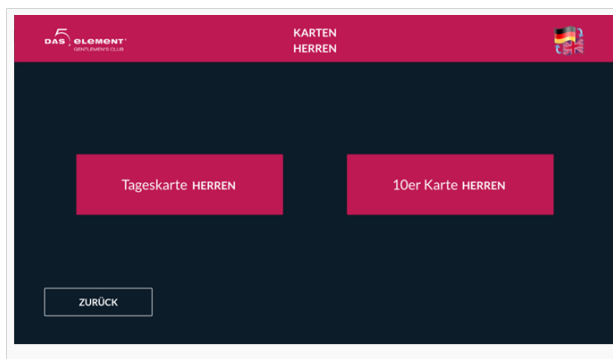 5
DAS element
GENTLEMEN'S CLUB
KARTEN
HERREN
Tageskarte HERREN
10er Karte HERREN
ZURÜCK